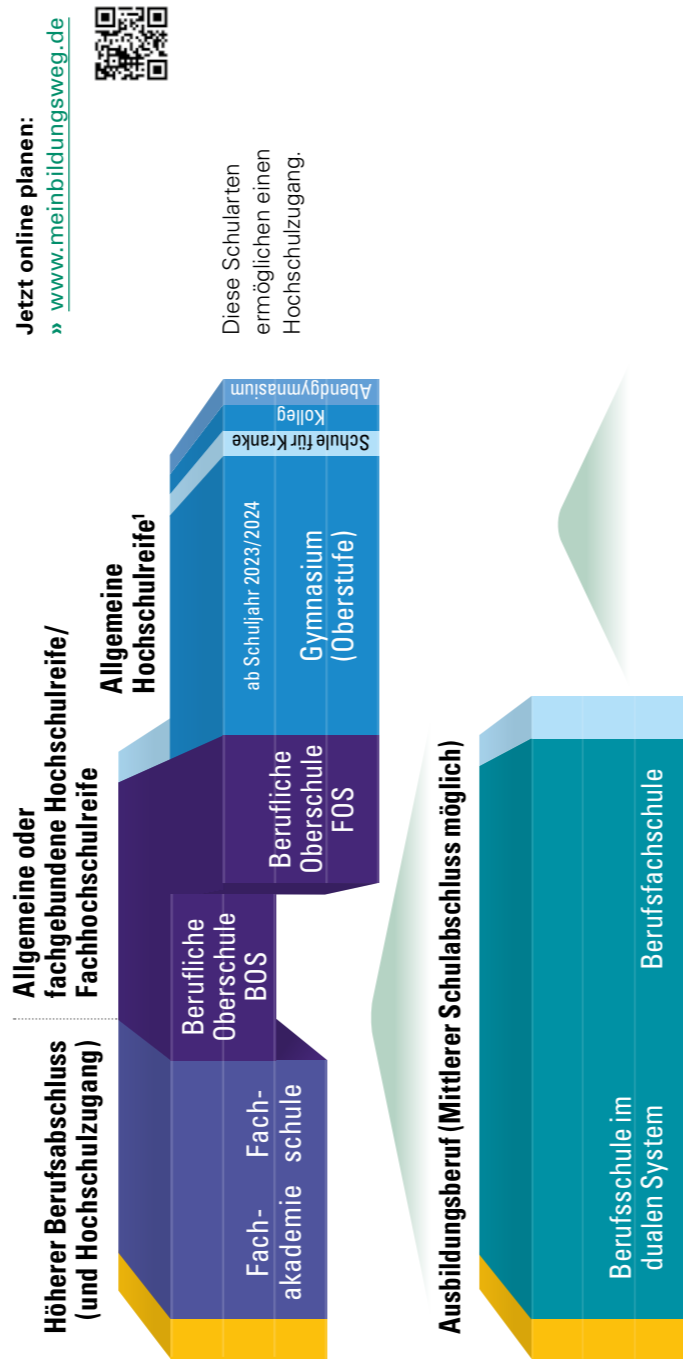 Jetzt online planen:
» www.meinbildungsweg.de
Diese Schularten
ermöglichen einen
Hochschulzugang.
Höherer Berufsabschluss
(und Hochschulzugang)
Allgemeine oder
fachgebundene Hochschulreife/
Fachhochschulreife
Allgemeine
Hochschulreife¹
Fach-
akademie
Fach-
schule
Berufliche
Oberschule
BOS
Berufliche
Oberschule
FOS
ab Schuljahr 2023/2024
Gymnasium
(Oberstufe)
Schule für Kranke
Kolleg
Abendgymnasium
Ausbildungsberuf (Mittlerer Schulabschluss möglich)
Berufsschule im
dualen System
Berufsfachschule